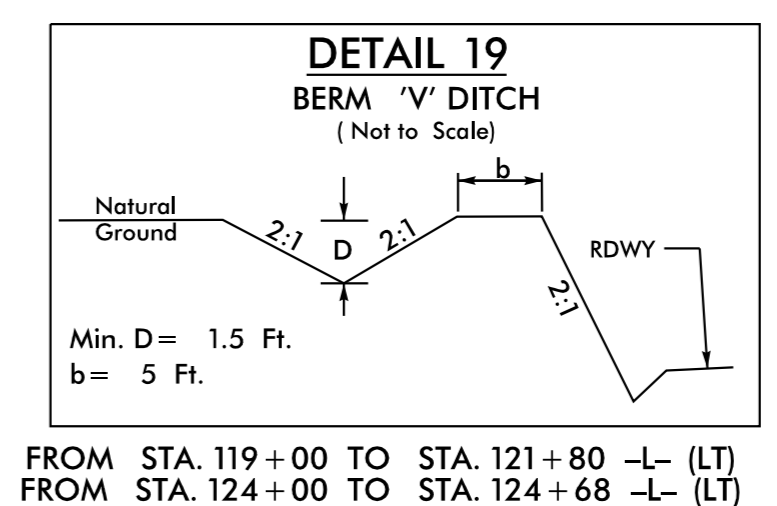 DETAIL 19
BERM 'V' DITCH
( Not to Scale)
b
Natural
Ground
2:1
D
2:1
RDWY
2:1
Min. D= 1.5 Ft.
b= 5 Ft.
FROM STA. 119+00 TO STA. 121+80 -L- (LT)
FROM STA. 124+00 TO STA. 124+68 -L- (LT)